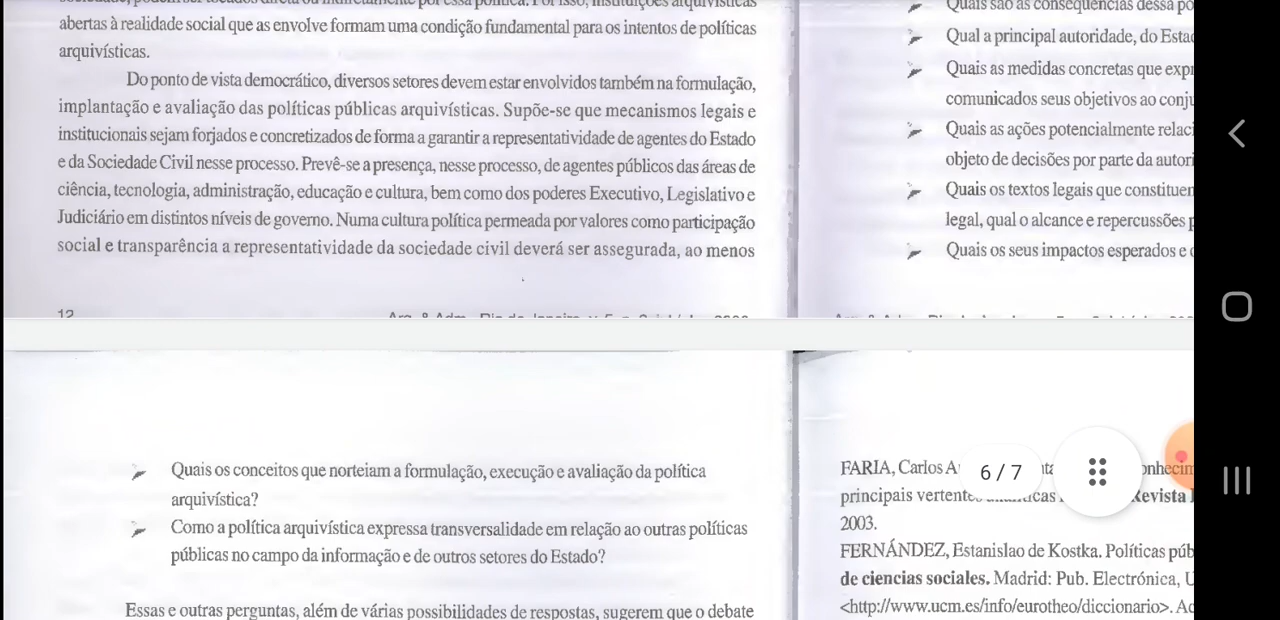 abertas à realidade social que as envolve formam uma condição fundamental para os intentos de políticas
arquivísticas.
Do ponto de vista democrático, diversos setores devem estar envolvidos também na formulação,
implantação e avaliação das políticas públicas arquivísticas. Supõe-se que mecanismos legais e
institucionais sejam forjados e concretizados de forma a garantir a representatividade de agentes do Estado
e da Sociedade Civil nesse processo. Prevê-se a presença, nesse processo, de agentes públicos das áreas de
ciência, tecnologia, administração, educação e cultura, bem como dos poderes Executivo, Legislativo e
Judiciário em distintos níveis de governo. Numa cultura política permeada por valores como participação
social e transparência a representatividade da sociedade civil deverá ser assegurada, ao menos
12
Quais são as consequências dessa
Qual a principal autoridade, do
Quais as medidas concretas que
comunicados seus objetivos ao
Quais as ações potencialmente
objeto de decisões por parte da
Quais os textos legais que
legal, qual o alcance e repercussões
Quais os seus impactos esperados e
Quais os conceitos que norteiam a formulação, execução e avaliação da política
arquivística?
Como a política arquivística expressa transversalidade em relação ao outras políticas
públicas no campo da informação e de outros setores do Estado?
Essas e outras perguntas, além de várias possibilidades de respostas, sugerem que o debate
FARIA, Carlos
principais
2003.
FERNÁNDEZ, Estanislao de Kostka. Políticas
de ciencias sociales. Madrid: Pub. Electrónica,
<http://www.ucm.es/info/eurotheo/diccionario>.
6 / 7